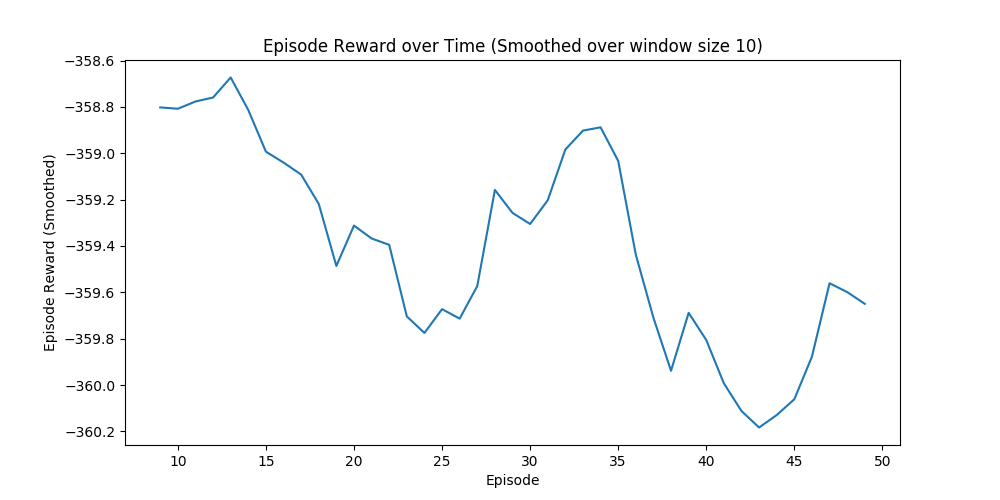 Episode Reward over Time (Smoothed over window size 10)
−358.6
−358.8
−359.0
−359.2
−359.4
−359.6
−359.8
−360.0
−360.2
Episode Reward (Smoothed)
10 15 20 25 30 35 40 45 50
Episode